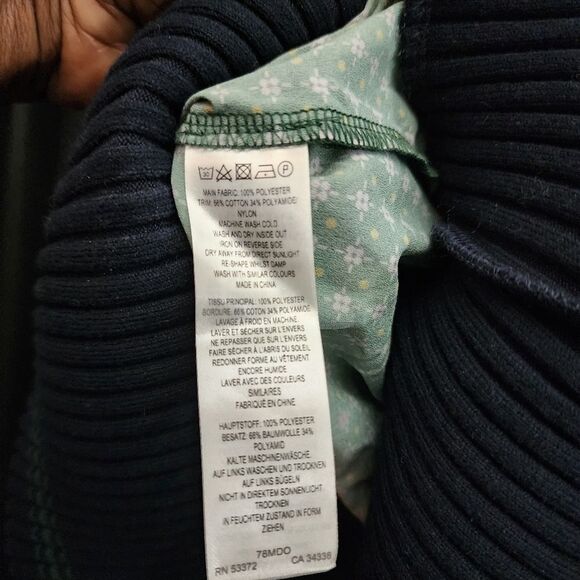 30 P
MAIN FABRIC: 100% POLYESTER
TRIM: 66% COTTON 34% POLYAMIDE/
NYLON
MACHINE WASH COLD
WASH AND DRY INSIDE OUT
IRON ON REVERSE SIDE
DRY AWAY FROM DIRECT SUNLIGHT
RE-SHAPE WHILST DAMP
WASH WITH SIMILAR COLOURS
MADE IN CHINA
TISSU PRINCIPAL: 100% POLYESTER
BORDURE: 66% COTON 34% POLYAMIDE
LAVAGE À FROID EN MACHINE.
LAVER ET SÉCHER SUR L'ENVERS
NE REPASSER QUE SUR L'ENVERS
FAIRE SÉCHER À L'ABRIS DU SOLEIL
REDONNER FORME AU VÊTEMENT
ENCORE HUMIDE
LAVER AVEC DES COULEURS
SIMILAIRES
FABRIQUÉ EN CHINE
HAUPTSTOFF: 100% POLYESTER
BESATZ: 66% BAUMWOLLE 34%
POLYAMID
KALTE MASCHINENWÄSCHE.
AUF LINKS WASCHEN UND TROCKNEN
AUF LINKS BÜGELN
NICHT IN DIREKTEM SONNENLICHT
TROCKNEN
IN FEUCHTEM ZUSTAND IN FORM
ZIEHEN
78MDO
RN 53372 CA 34338